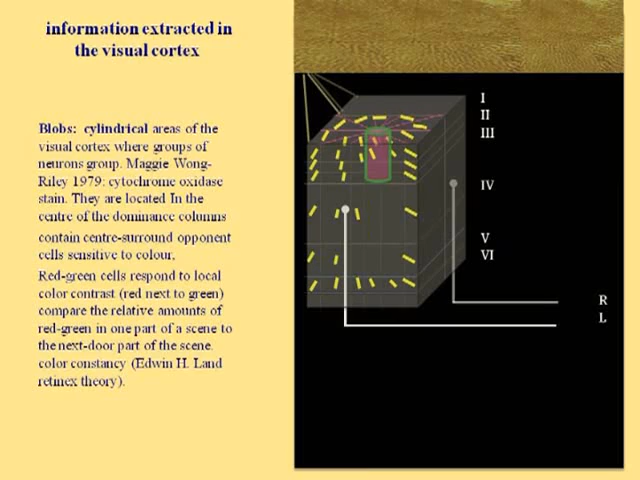 information extracted in
the visual cortex
Blobs: cylindrical areas of the
visual cortex where groups of
neurons group. Maggie Wong-
Riley 1979: cytochrome oxidase
stain. They are located In the
centre of the dominance columns
contain centre-surround opponent
cells sensitive to colour.
Red-green cells respond to local
color contrast (red next to green)
compare the relative amounts of
red-green in one part of a scene to
the next-door part of the scene.
color constancy (Edwin H. Land
retinex theory).
I
II
III
IV
V
VI
R
L